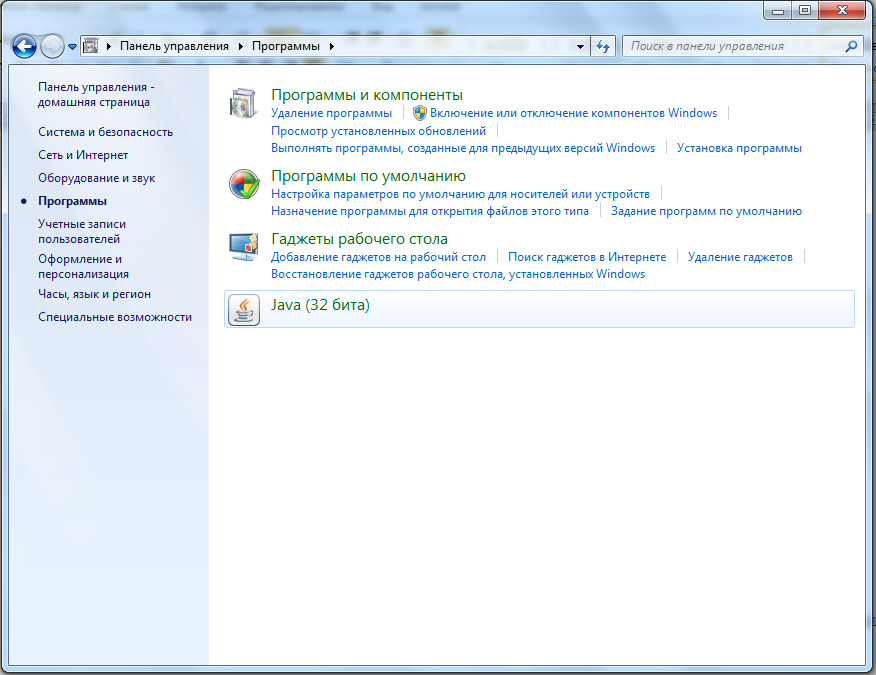 Панель управления Программы
Поиск в панели управления
Панель управления -
домашняя страница
Система и безопасность
Сеть и Интернет
Оборудование и звук
Программы
Учетные записи
пользователей
Оформление и
персонализация
Часы, язык и регион
Специальные возможности
Программы и компоненты
Удаление программы
Включение или отключение компонентов Windows
Просмотр установленных обновлений
Выполнять программы, созданные для предыдущих версий Windows
Установка программы
Программы по умолчанию
Настройка параметров по умолчанию для носителей или устройств
Назначение программы для открытия файлов этого типа
Задание программ по умолчанию
Гаджеты рабочего стола
Добавление гаджетов на рабочий стол
Поиск гаджетов в Интернете
Удаление гаджетов
Восстановление гаджетов рабочего стола, установленных Windows
Java (32 бита)